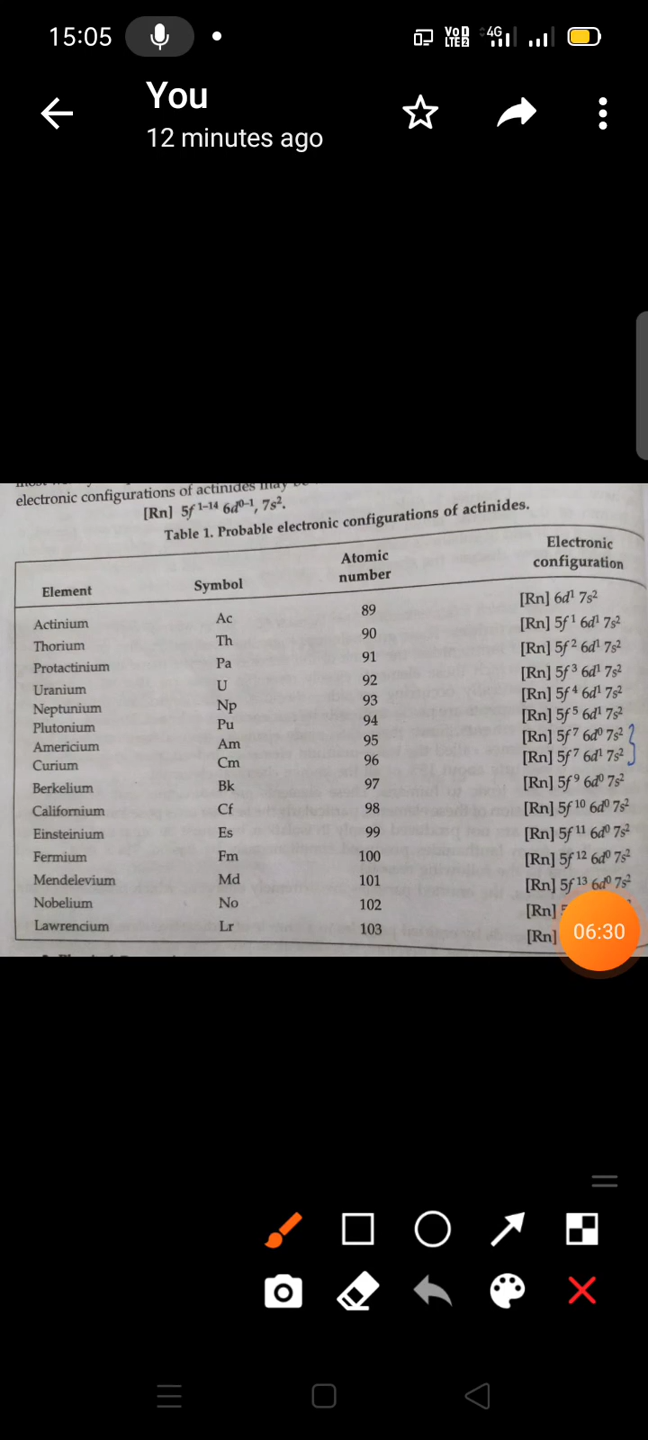 15:05
VoD LTE2 4G
You
12 minutes ago
electronic configurations of actinides may
[Rn] 5f¹⁻¹⁴ 6d⁰⁻¹, 7s².
Table 1. Probable electronic configurations of actinides.
Element Symbol Atomic number Electronic configuration
Actinium Ac 89 [Rn] 6d¹ 7s²
Thorium Th 90 [Rn] 5f¹ 6d¹ 7s²
Protactinium Pa 91 [Rn] 5f² 6d¹ 7s²
Uranium U 92 [Rn] 5f³ 6d¹ 7s²
Neptunium Np 93 [Rn] 5f⁴ 6d¹ 7s²
Plutonium Pu 94 [Rn] 5f⁵ 6d¹ 7s²
Americium Am 95 [Rn] 5f⁷ 6d⁰ 7s²
Curium Cm 96 [Rn] 5f⁷ 6d¹ 7s²
Berkelium Bk 97 [Rn] 5f⁹ 6d⁰ 7s²
Californium Cf 98 [Rn] 5f¹⁰ 6d⁰ 7s²
Einsteinium Es 99 [Rn] 5f¹¹ 6d⁰ 7s²
Fermium Fm 100 [Rn] 5f¹² 6d⁰ 7s²
Mendelevium Md 101 [Rn] 5f¹³ 6d⁰ 7s²
Nobelium No 102 [Rn]
Lawrencium Lr 103 [Rn]
06:30